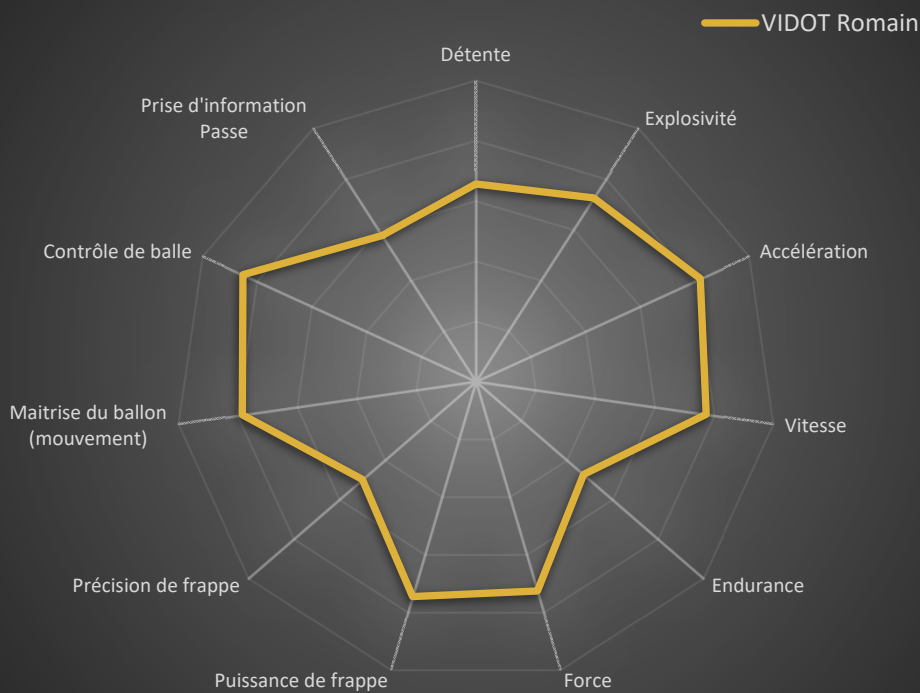 VIDOT Romain
Détente
Explosivité
Accélération
Vitesse
Endurance
Force
Puissance de frappe
Précision de frappe
Maitrise du ballon
(mouvement)
Contrôle de balle
Prise d'information
Passe